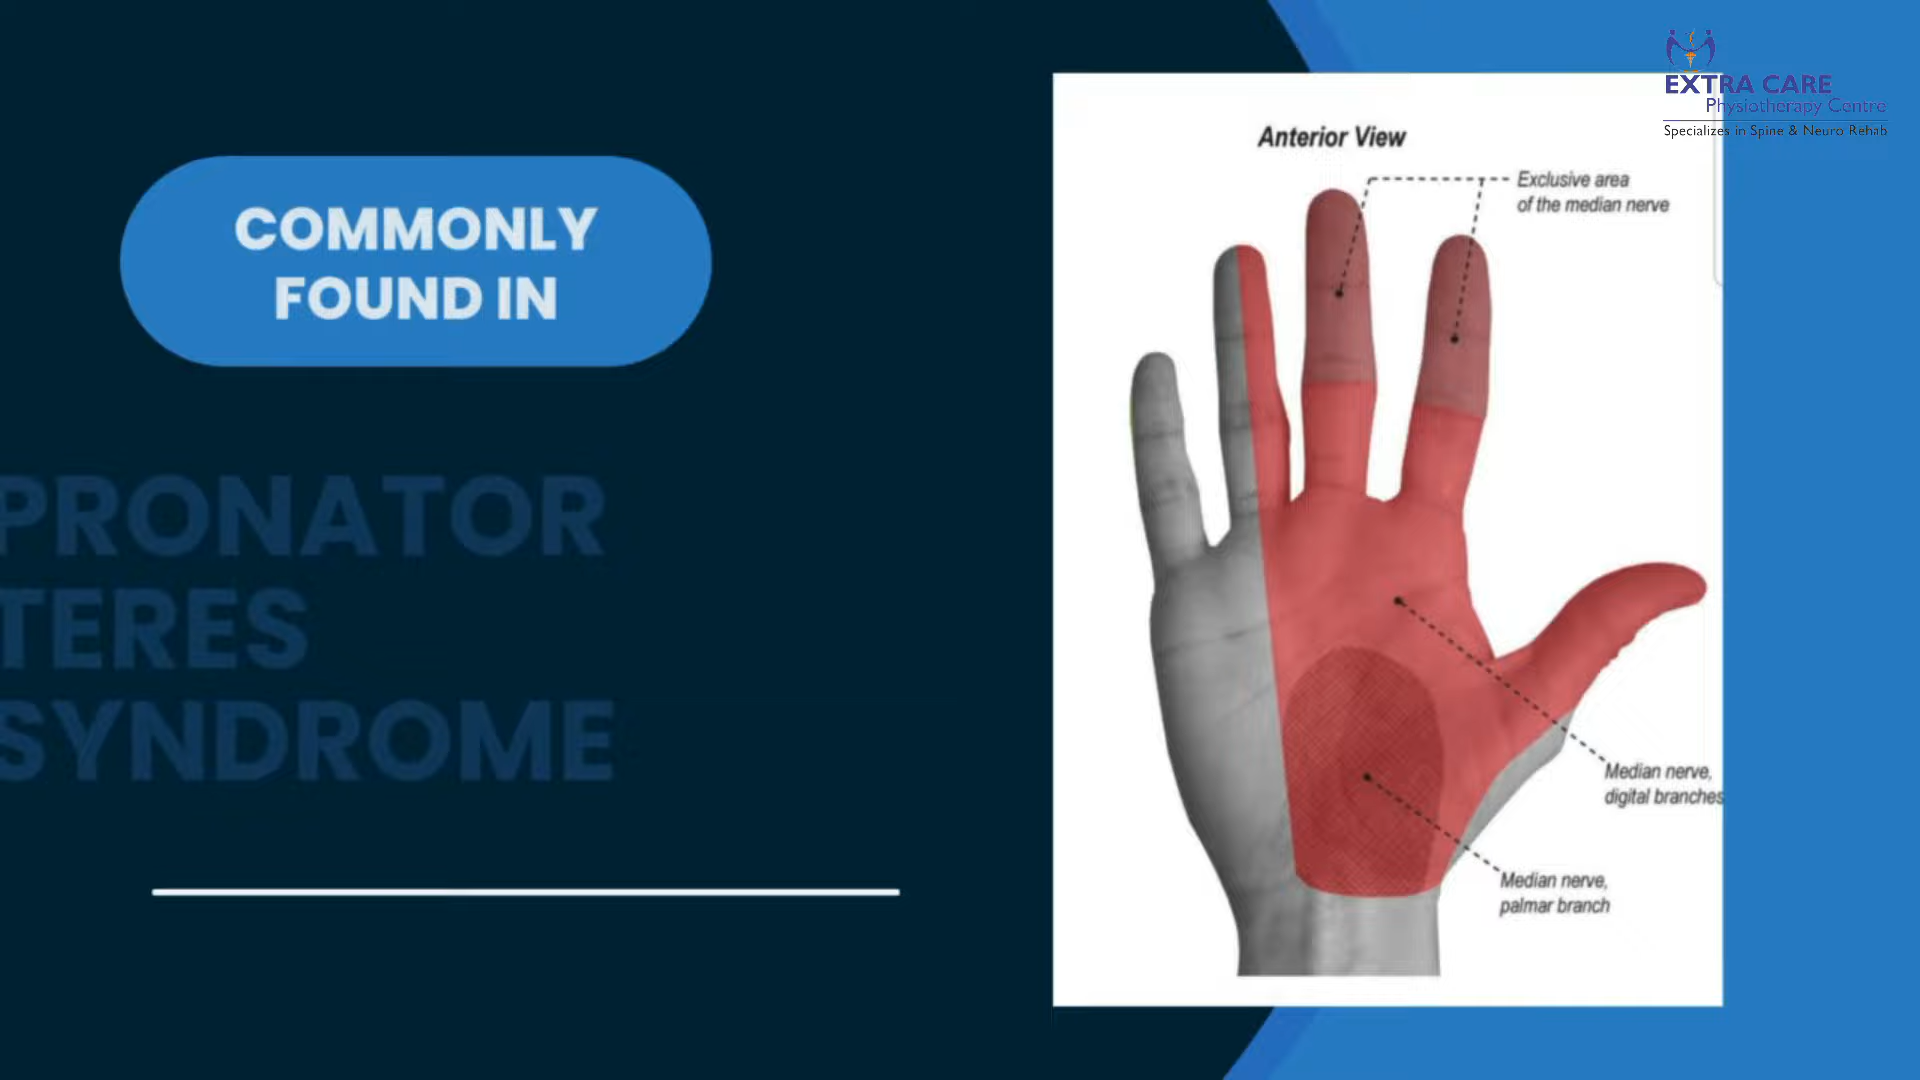 EXTRA CARE
Physiotherapy Centre
Specializes in Spine & Neuro Rehab
COMMONLY
FOUND IN
PRONATOR
TERES
SYNDROME
Anterior View
Exclusive area
of the median nerve
Median nerve,
digital branches
Median nerve,
palmar branch